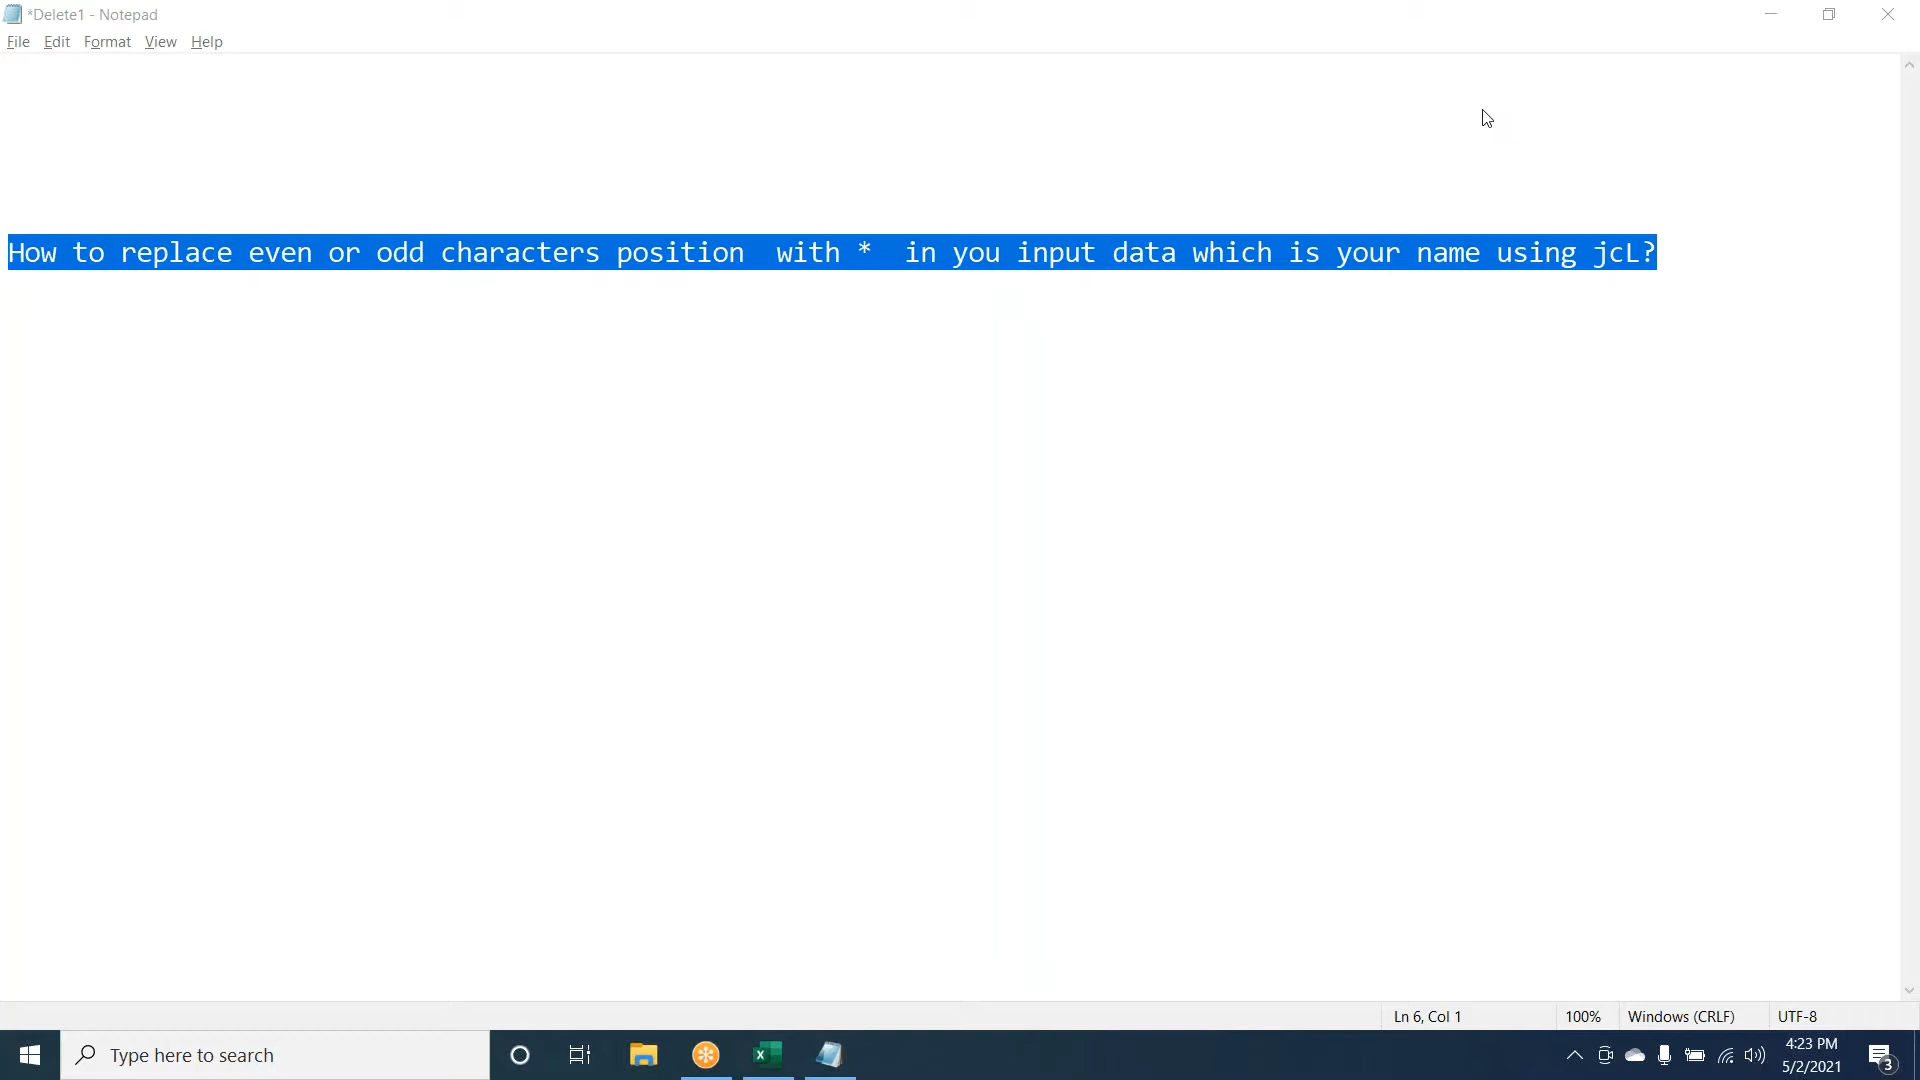 *Delete1 - Notepad
File Edit Format View Help
How to replace even or odd characters position  with *  in you input data which is your name using jcL?
Ln 6, Col 1 100% Windows (CRLF) UTF-8
Type here to search
4:23 PM
5/2/2021
3